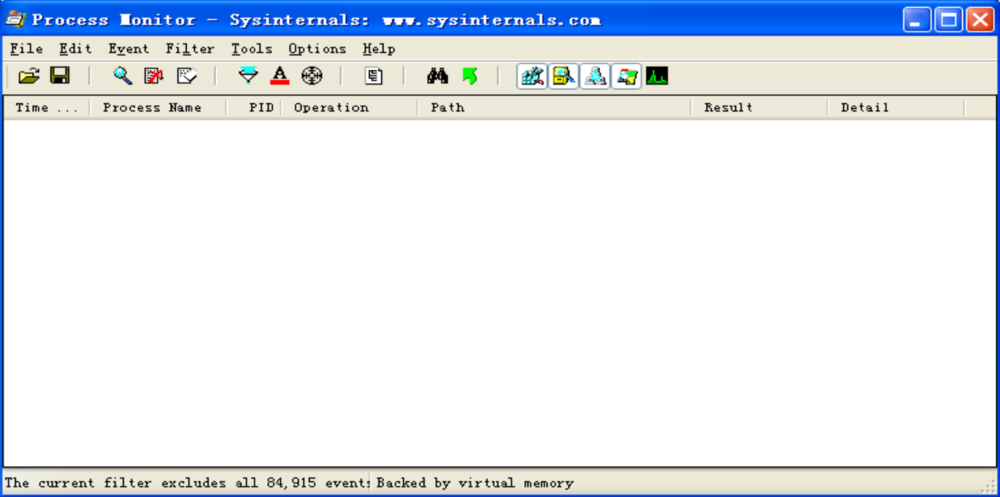 Process Monitor - Sysinternals: www.sysinternals.com
File Edit Event Filter Tools Options Help
Time ... Process Name PID Operation Path Result Detail
The current filter excludes all 84,915 event Backed by virtual memory